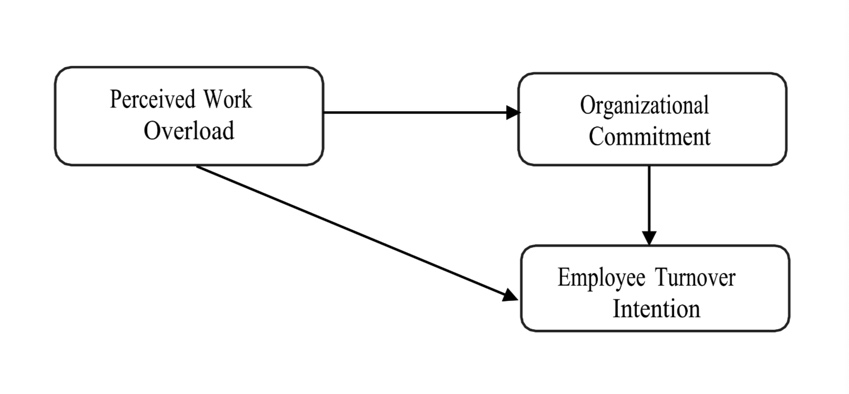 Perceived Work
Overload
Organizational
Commitment
Employee Turnover
Intention